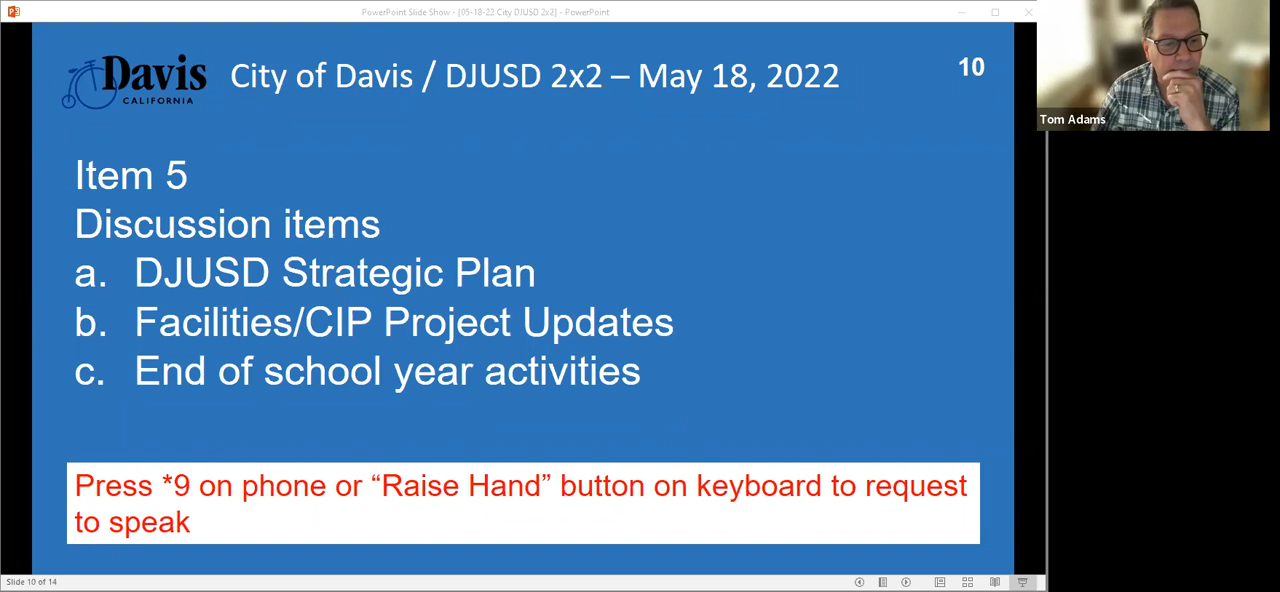 PowerPoint Slide Show - [05-18-22 City DJUSD 2x2] - PowerPoint
Davis
CALIFORNIA
City of Davis / DJUSD 2x2 – May 18, 2022
10
Tom Adams
Item 5
Discussion items
a. DJUSD Strategic Plan
b. Facilities/CIP Project Updates
c. End of school year activities
Press *9 on phone or “Raise Hand” button on keyboard to request
to speak
Slide 10 of 14